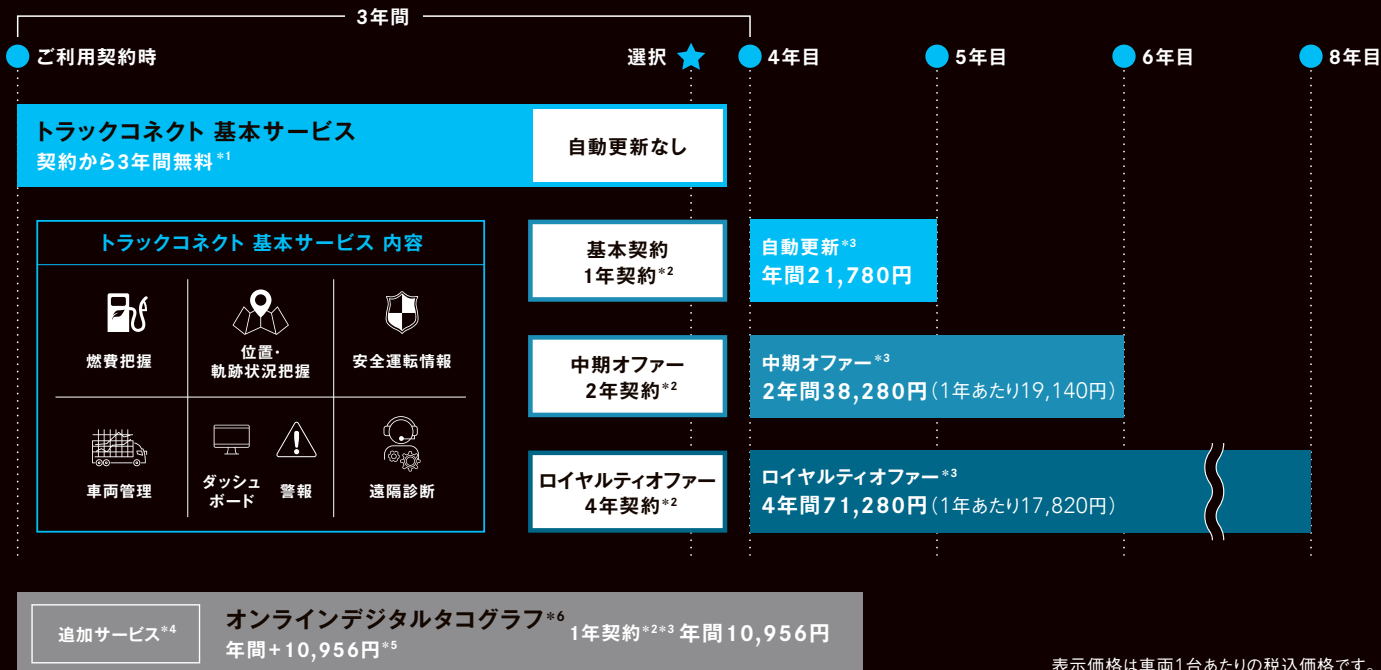 3年間
ご利用契約時
選択
4年目
5年目
6年目
8年目
トラックコネクト 基本サービス
契約から3年間無料*1
自動更新なし
トラックコネクト 基本サービス 内容
燃費把握
位置・
軌跡状況把握
安全運転情報
車両管理
ダッシュ
ボード
警報
遠隔診断
基本契約
1年契約*2
自動更新*3
年間21,780円
中期オファー
2年契約*2
中期オファー*3
2年間38,280円(1年あたり19,140円)
ロイヤルティオファー
4年契約*2
ロイヤルティオファー*3
4年間71,280円(1年あたり17,820円)
追加サービス*4
オンラインデジタルタコグラフ*6
年間+10,956円*5
1年契約*2*3 年間10,956円
表示価格は車両1台あたりの税込価格です。